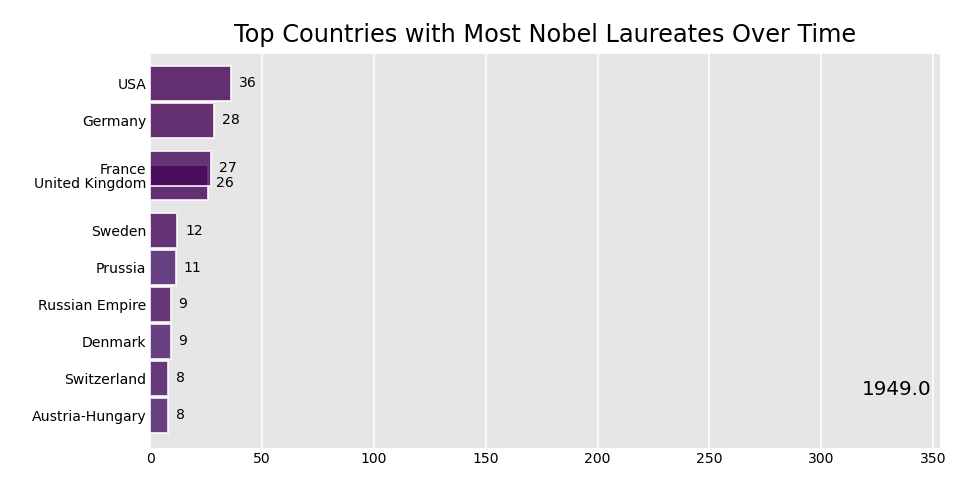 Top Countries with Most Nobel Laureates Over Time
USA 36
Germany 28
France 27
United Kingdom 26
Sweden 12
Prussia 11
Russian Empire 9
Denmark 9
Switzerland 8
1949.0
Austria-Hungary 8
0 50 100 150 200 250 300 350